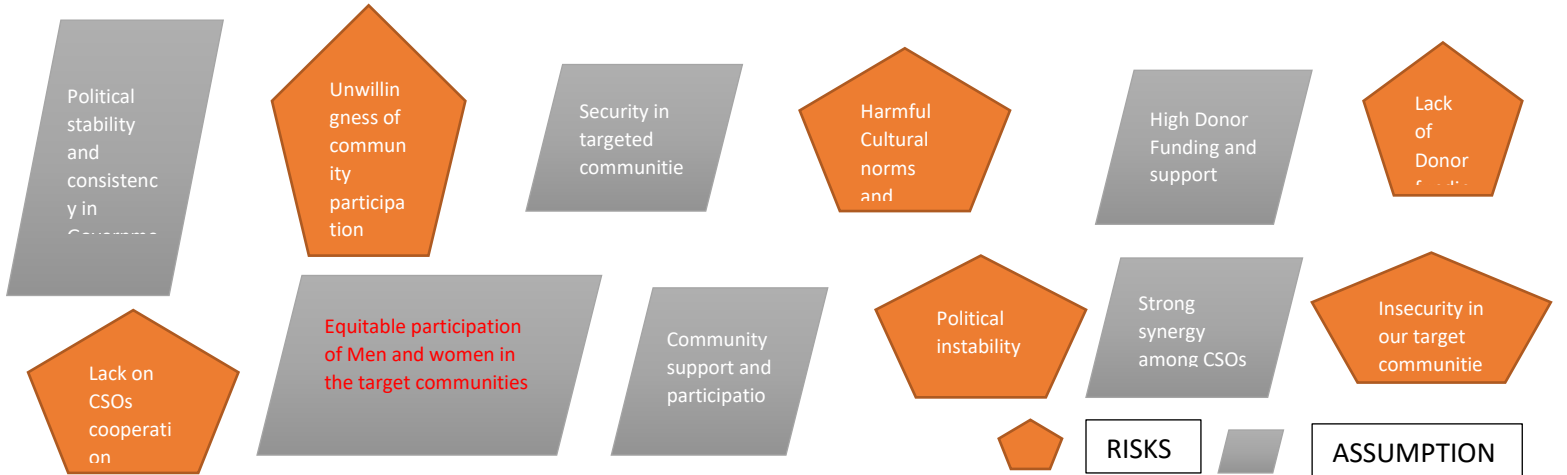 Political
stability
and
consistenc
y in
Unwillin
gness of
commun
ity
participa
tion
Security in
targeted
communitie
Harmful
Cultural
norms
and
High Donor
Funding and
support
Lack
of
Donor
Lack on
CSOs
cooperati
on
Equitable participation
of Men and women in
the target communities
Community
support and
participatio
Political
instability
Strong
synergy
among CSOs
Insecurity in
our target
communitie
RISKS
ASSUMPTION